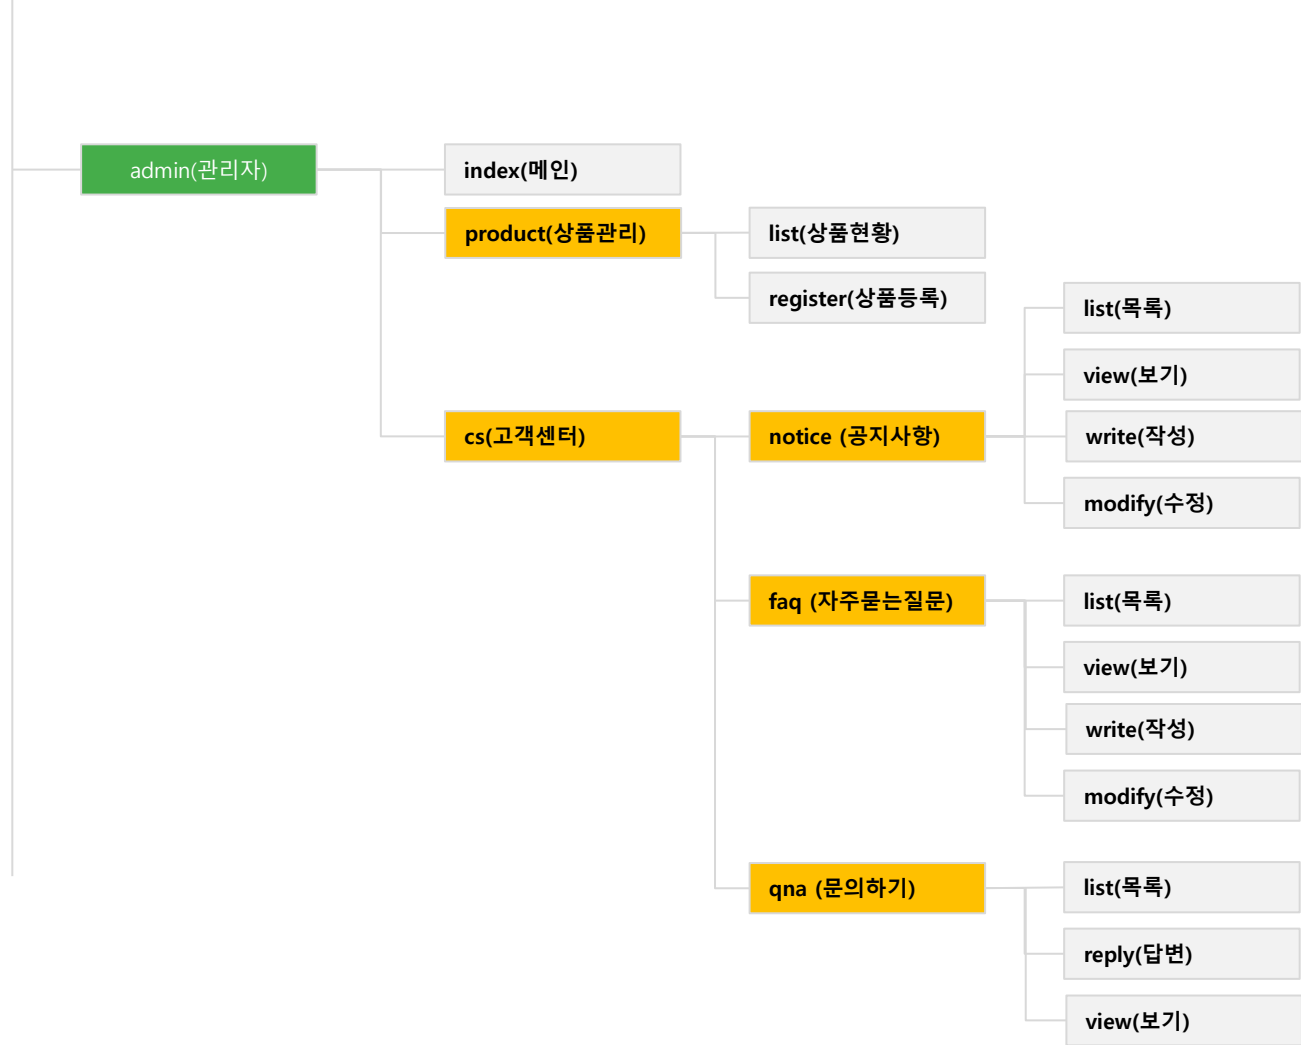 admin(관리자)
index(메인)
product(상품관리)
list(상품현황)
register(상품등록)
cs(고객센터)
notice (공지사항)
list(목록)
view(보기)
write(작성)
modify(수정)
faq (자주묻는질문)
list(목록)
view(보기)
write(작성)
modify(수정)
qna (문의하기)
list(목록)
reply(답변)
view(보기)